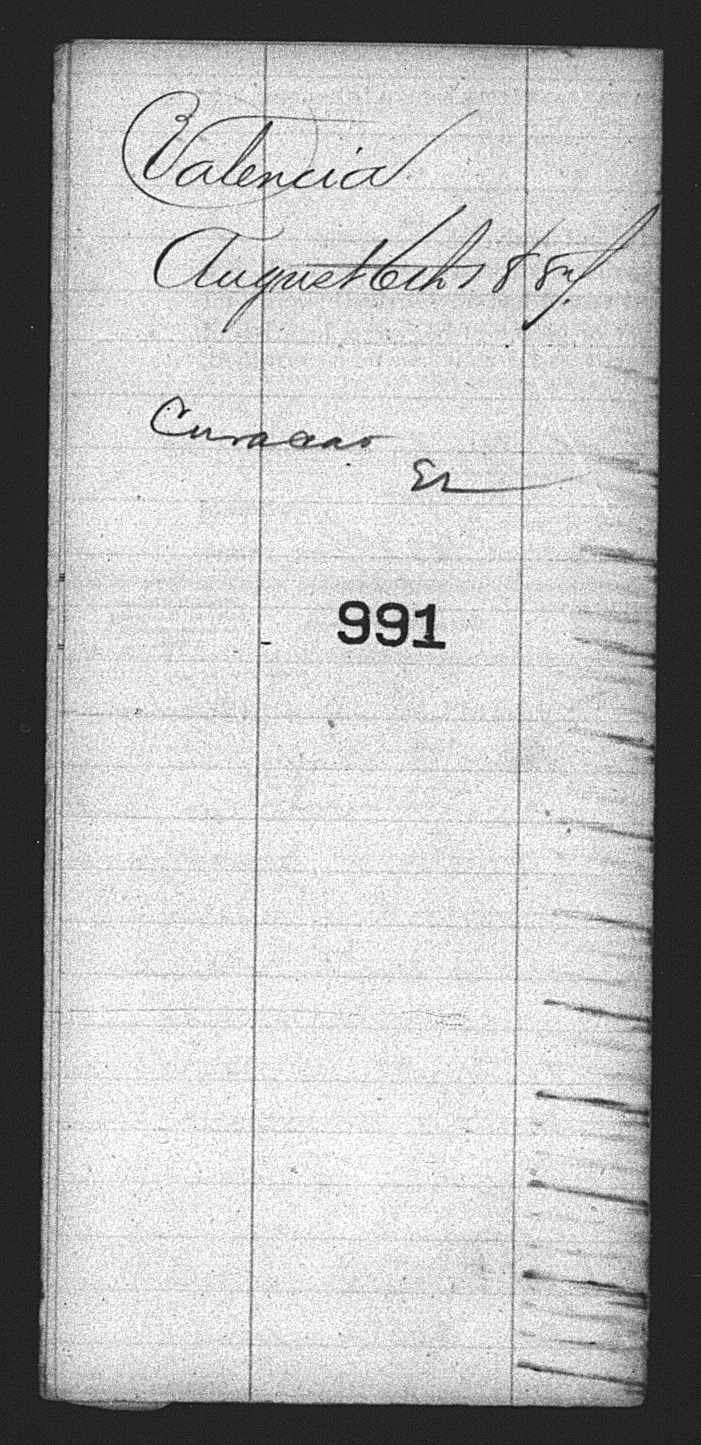 Valencia
August 6th 1887.
Curacao
991